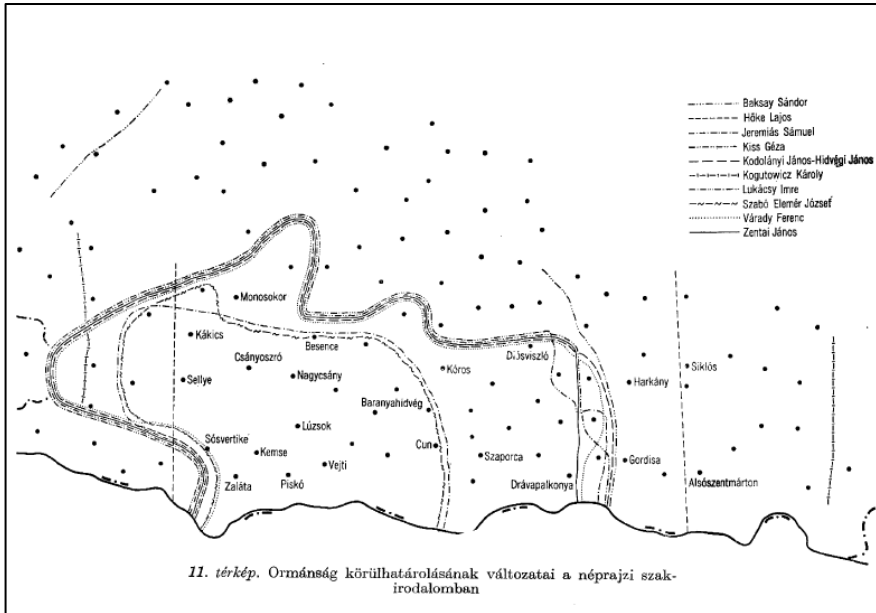 Baksay Sándor
Hőke Lajos
Jeremiás Sámuel
Kiss Géza
Kodolányi János-Hidvégi János
Kogutowicz Károly
Lukácsy Imre
Szabó Elemér József
Várady Ferenc
Zentai János
Monosokor
Kákics
Besence
Diósviszló
Csányoszró
Kóros
Siklós
Sellye
Nagycsány
Harkány
Baranyahidvég
Lúzsok
Sósvertike
Kemse
Cun
Vejti
Szaporca
Gordisa
Zaláta
Piskó
Drávapalkonya
Alsószentmárton
11. térkép. Ormánság körülhatárolásának változatai a néprajzi szak-
irodalomban